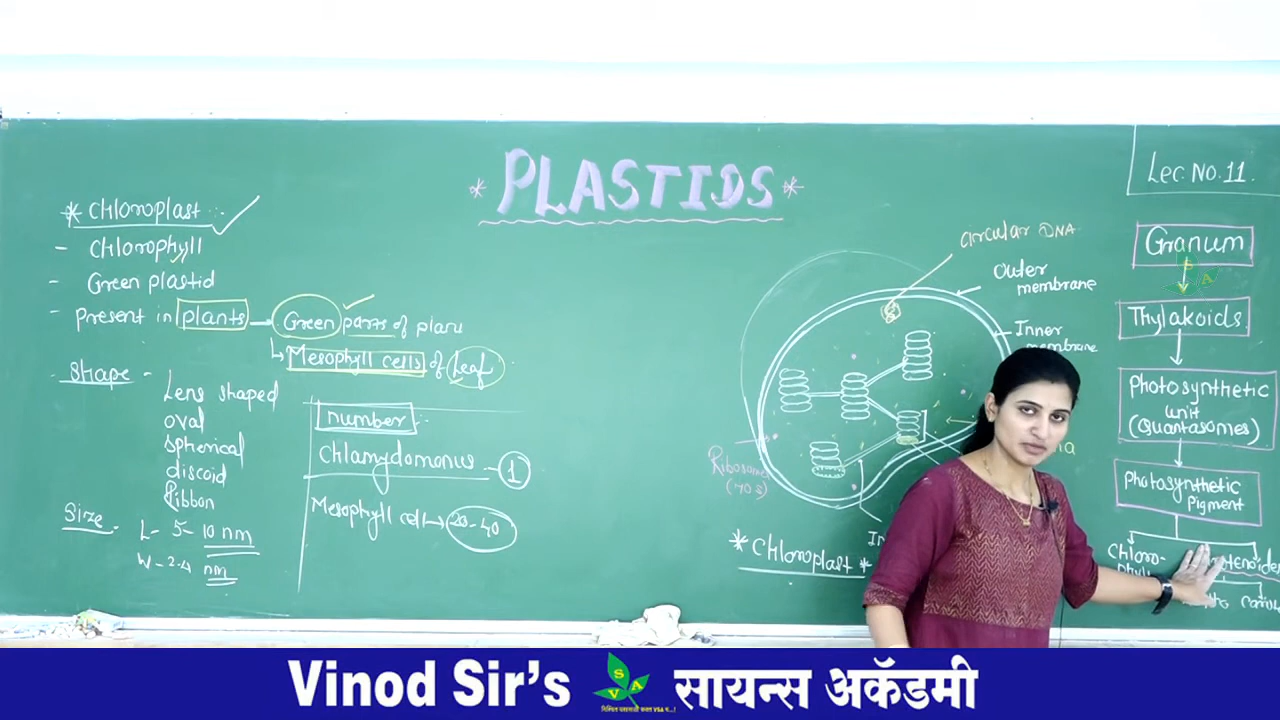 * PLASTIDS *
Lec. No. 11.
* Chloroplast :-
- Chlorophyll
- Green plastid
- Present in plants - Green parts of plant
Mesophyll cells of Leaf
Shape - Lens shaped
oval
spherical
discoid
Ribbon
Size - L - 5 - 10 nm
W - 2-4 nm
number :-
Chlamydomonus - 1
Mesophyll cell → 20-40
circular DNA
Outer membrane
Inner membrane
Ribosomes
(70s)
* Chloroplast *
Granum
Thylakoids
Photosynthetic
unit
(Quantasomes)
Photosynthetic
Pigment
Chloro-
Vinod Sir's VSA सायन्स अकॅडमी